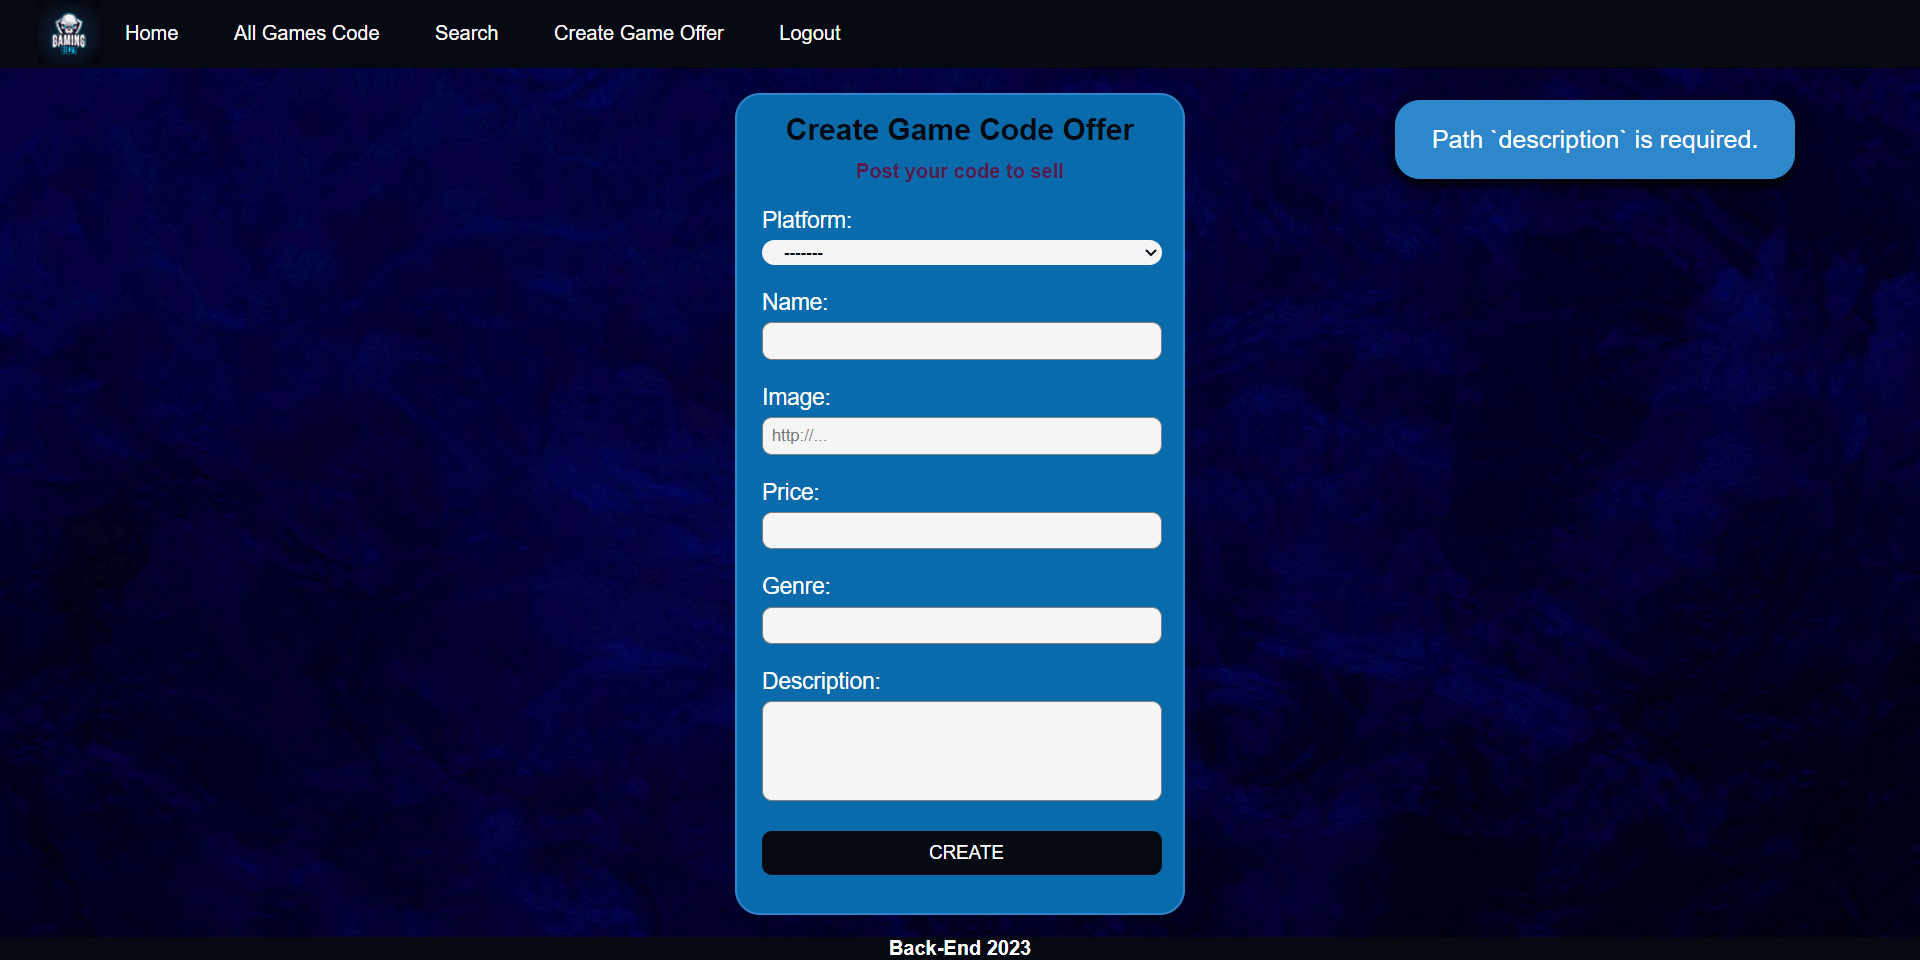 GAMING
Home
All Games Code
Search
Create Game Offer
Logout
Create Game Code Offer
Post your code to sell
Path `description` is required.
Platform:
-------
Name:
Image:
http://...
Price:
Genre:
Description:
CREATE
Back-End 2023